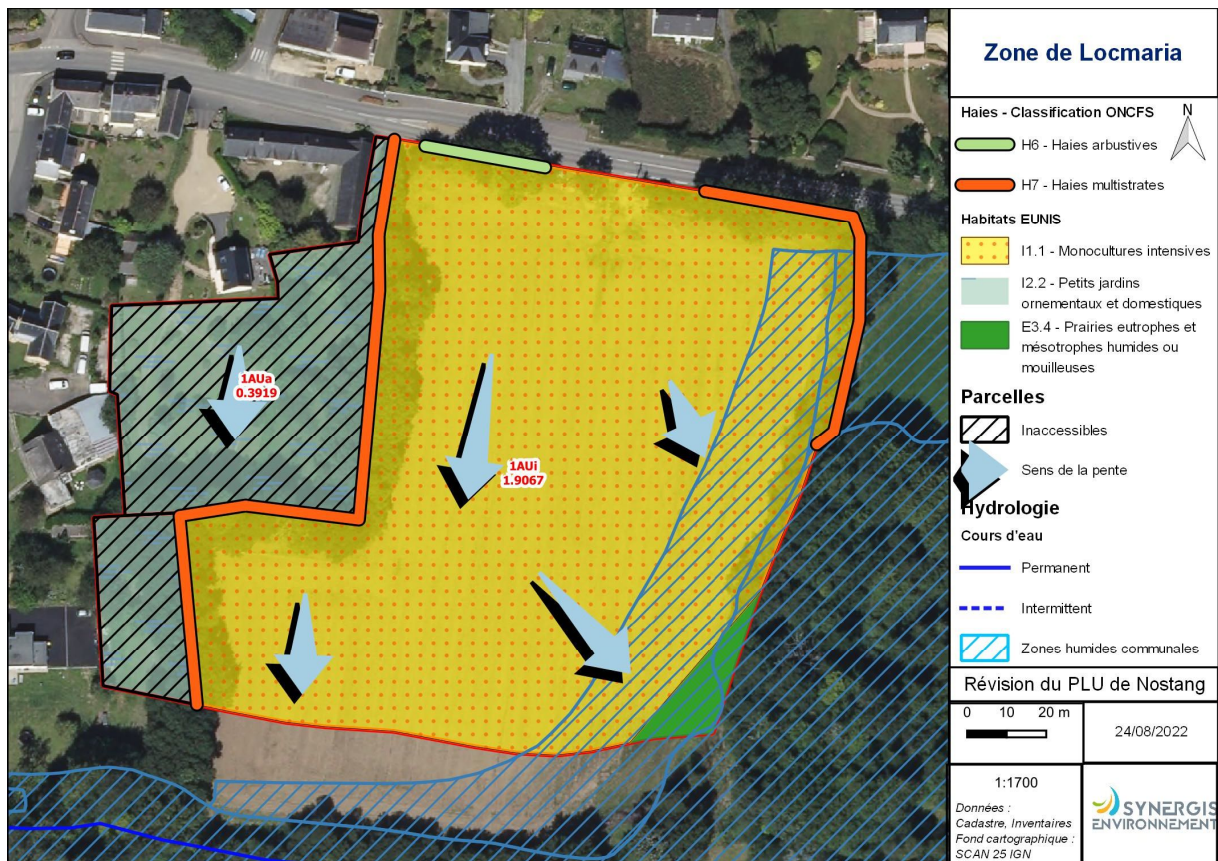 Zone de Locmaria
Haies - Classification ONCFS
N
H6 - Haies arbustives
H7 - Haies multistrates
Habitats EUNIS
I1.1 - Monocultures intensives
I2.2 - Petits jardins
ornementaux et domestiques
E3.4 - Prairies eutrophes et
mésotrophes humides ou
mouilleuses
Parcelles
Inaccessibles
Sens de la pente
Hydrologie
Cours d'eau
Permanent
Intermittent
Zones humides communales
Révision du PLU de Nostang
0 10 20 m
24/08/2022
1:1700
Données :
Cadastre, Inventaires
Fond cartographique :
SCAN 25 IGN
SYNERGIS
ENVIRONNEMENT
1AUa
0.3919
1AUi
1.9067